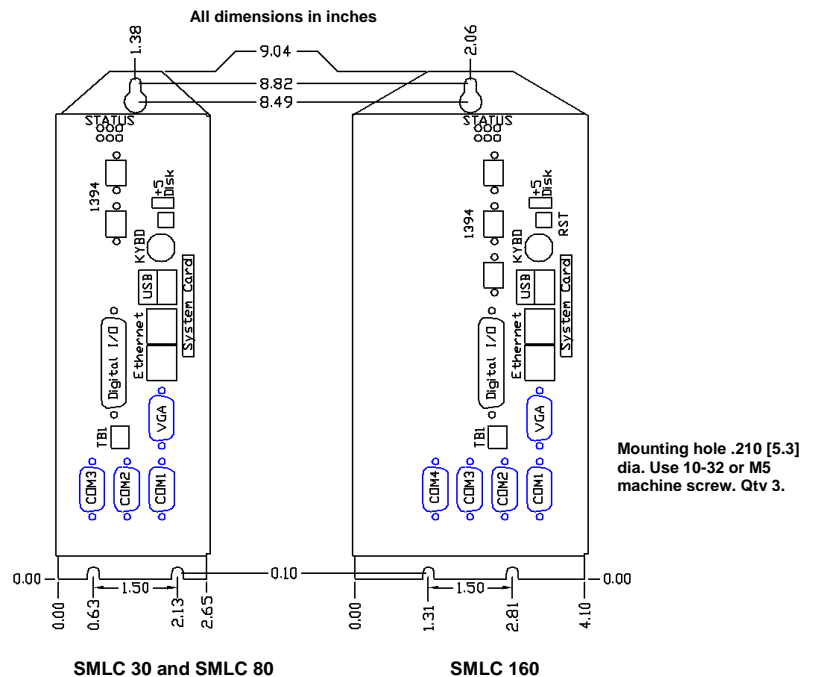 All dimensions in inches
1.38
9.04
2.06
8.82
8.49
STATUS
1394
+5
Disk
KYBD
USB
System Card
Ethernet
Digital I/O
VGA
TB1
COM3
COM2
COM1
STATUS
1394
+5
Disk
RST
KYBD
USB
System Card
Ethernet
Digital I/O
VGA
TB1
COM4
COM3
COM2
COM1
Mounting hole .210 [5.3]
dia. Use 10-32 or M5
machine screw. Qty 3.
0.00
1.50
0.10
1.50
0.00
0.00
0.63
2.13
2.65
0.00
1.31
2.81
4.10
SMLC 30 and SMLC 80
SMLC 160